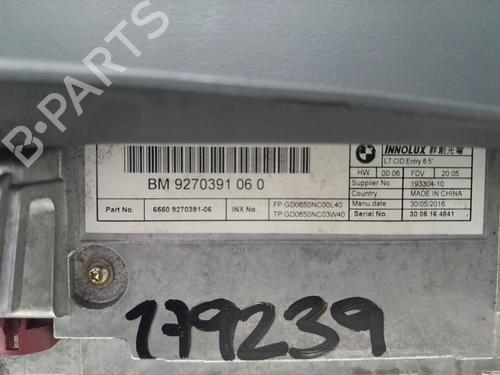 B-PARTS
INNOLUX 群創光電
L7 CID Entry 6.5"
HW 00 06 FDV 20 05
Supplier No. 193304-10
MADE IN CHINA
Manu. date 30/05/2016
Serial No. 30 05 16 4841
BM 9270391 06 0
Part No. 6560 9270391-06 INX No. FP.GD0650NC00L40
TP.GD0650NC03W40
179239